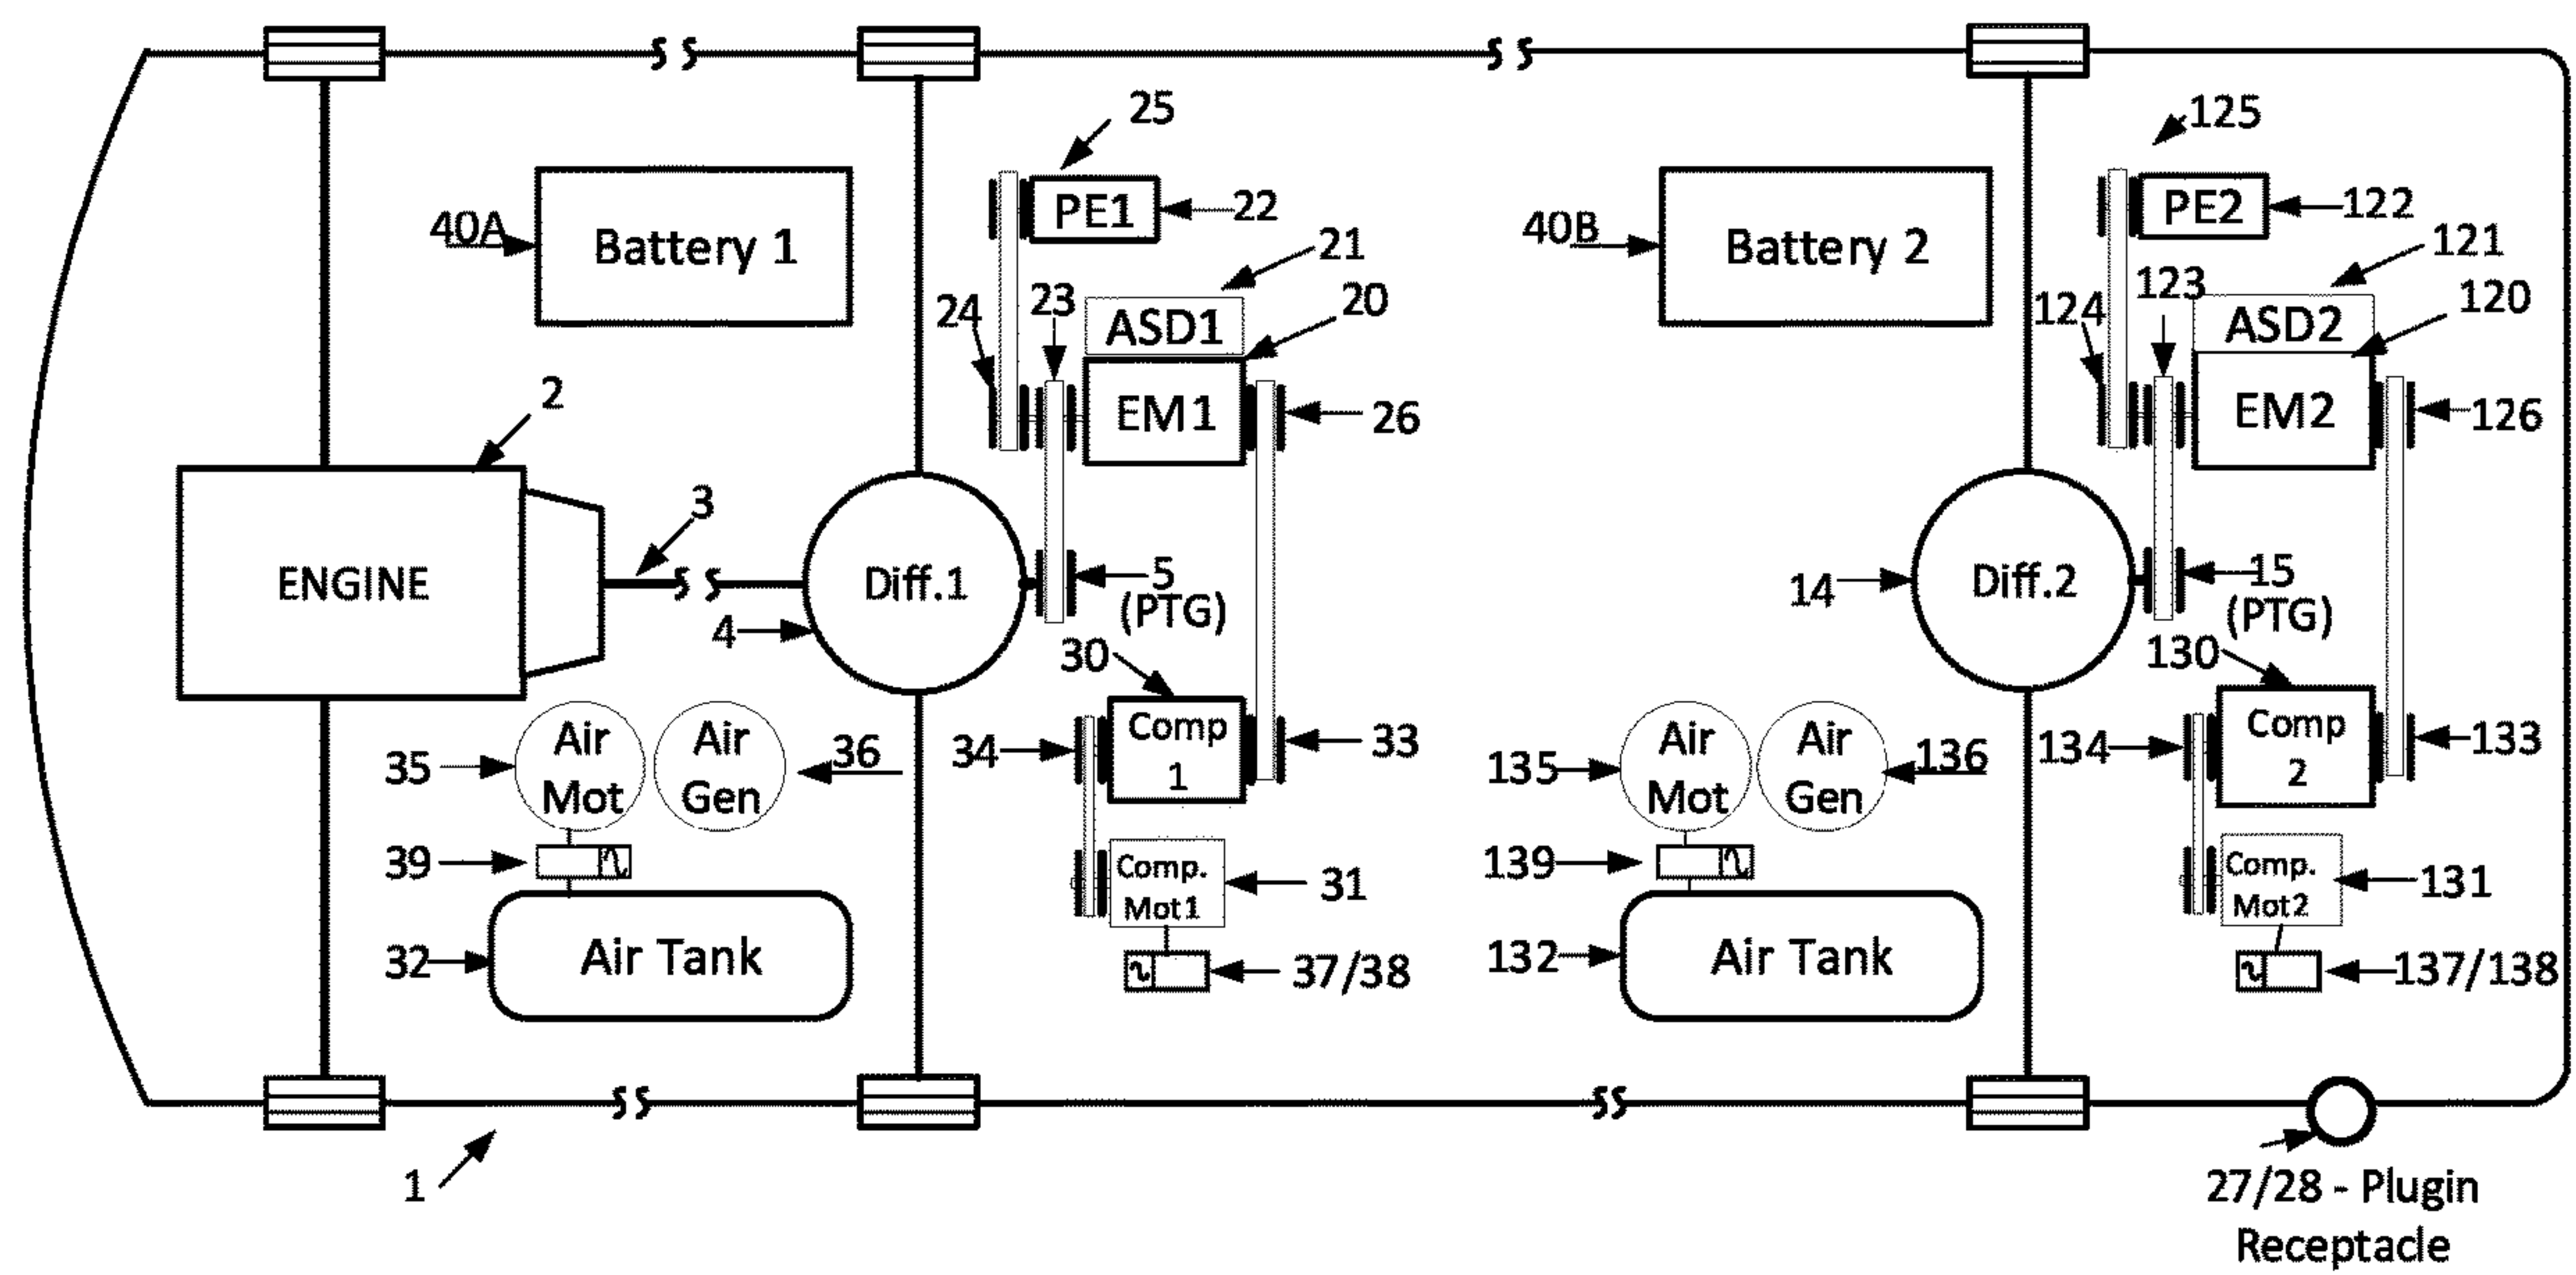 25
125
PE1
22
PE2
122
40A
Battery 1
40B
Battery 2
21
121
24
23
20
123
120
124
ASD1
ASD2
2
EM1
26
EM2
126
3
ENGINE
Diff.1
5
(PTG)
4
14
Diff.2
15
(PTG)
30
130
35
Air
Mot
Air
Gen
36
34
Comp
1
33
135
Air
Mot
Air
Gen
136
134
Comp
2
133
39
Comp.
Mot1
31
139
Comp.
Mot2
131
32
Air Tank
37/38
132
Air Tank
137/138
1
27/28 - Plugin
Receptacle